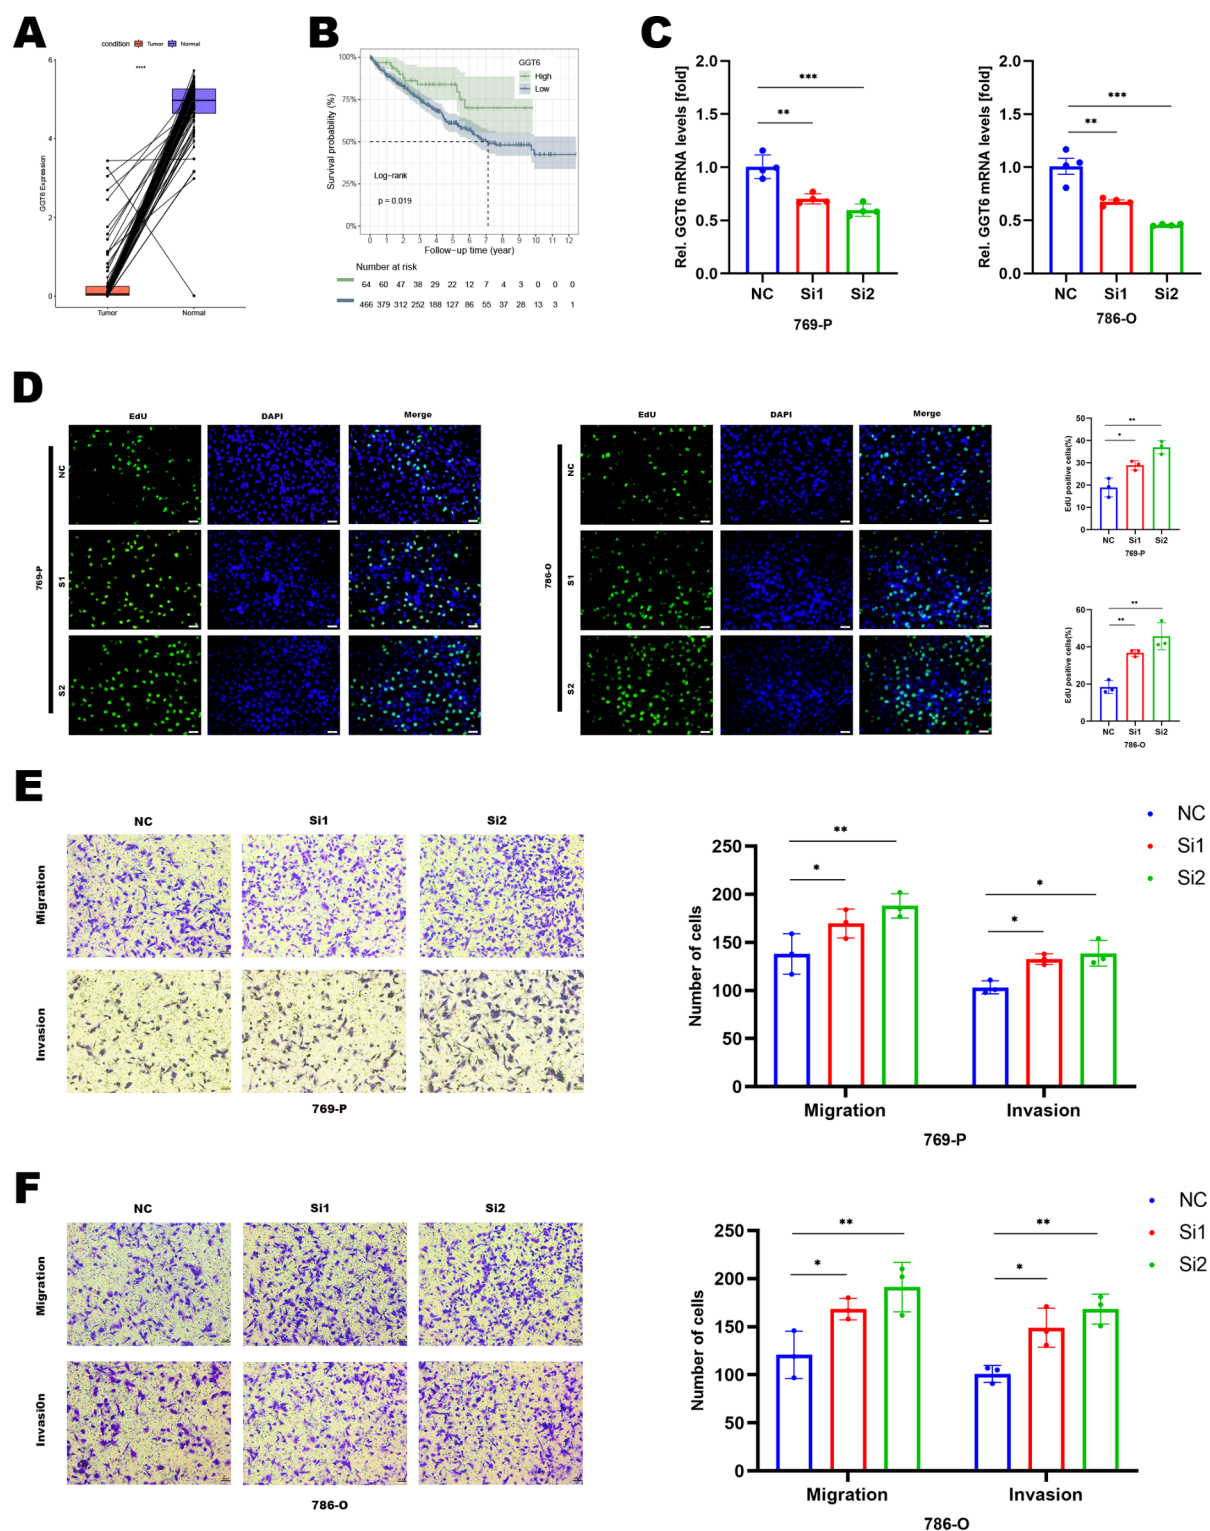 A
condition Tumor Normal
****
GGT6 Expression
6
4
2
0
Tumor Normal
B
GGT6
High
Low
Survival probability (%)
100%
75%
50%
25%
0%
Log-rank
p = 0.019
0 1 2 3 4 5 6 7 8 9 10 11 12
Follow-up time (year)
Number at risk
64 60 47 38 29 22 12 7 4 3 0 0 0
466 379 312 252 188 127 86 55 37 28 13 3 1
C
Rel. GGT6 mRNA levels [fold]
2.0
1.5
1.0
0.5
0.0
***
**
NC Si1 Si2
769-P
Rel. GGT6 mRNA levels [fold]
2.0
1.5
1.0
0.5
0.0
***
**
NC Si1 Si2
786-O
D
EdU DAPI Merge
769-P
NC
S1
S2
EdU DAPI Merge
786-O
NC
S1
S2
EdU positive cells(%)
50
40
30
20
10
0
**
*
NC Si1 Si2
769-P
EdU positive cells(%)
60
40
20
0
**
**
NC Si1 Si2
786-O
E
NC Si1 Si2
Migration
Invasion
769-P
Number of cells
250
200
150
100
50
0
**
*
*
*
Migration Invasion
769-P
NC
Si1
Si2
F
NC Si1 Si2
Migration
Invasi0n
786-O
Number of cells
250
200
150
100
50
0
**
*
**
*
Migration Invasion
786-O
NC
Si1
Si2